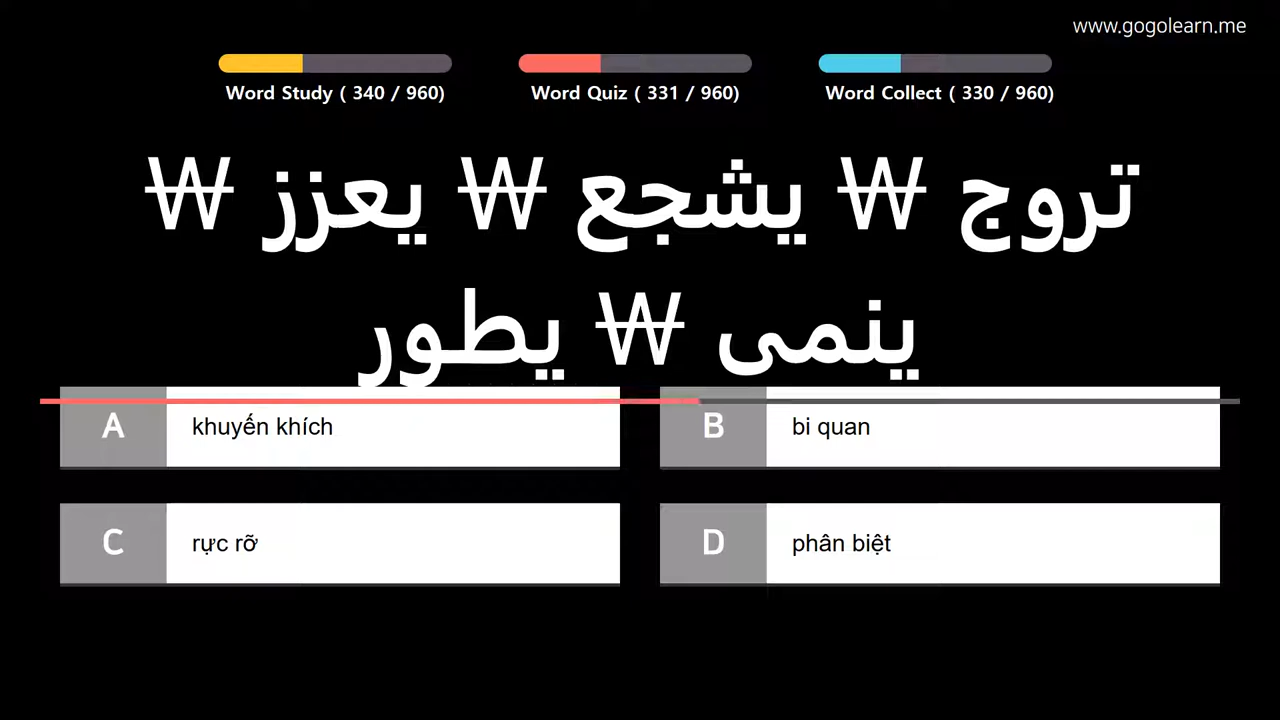 www.gogolearn.me
Word Study ( 340 / 960)
Word Quiz ( 331 / 960)
Word Collect ( 330 / 960)
تروج ₩ يشجع ₩ يعزز ₩
ينمى ₩ يطور
A khuyến khích
B bi quan
C rực rỡ
D phân biệt